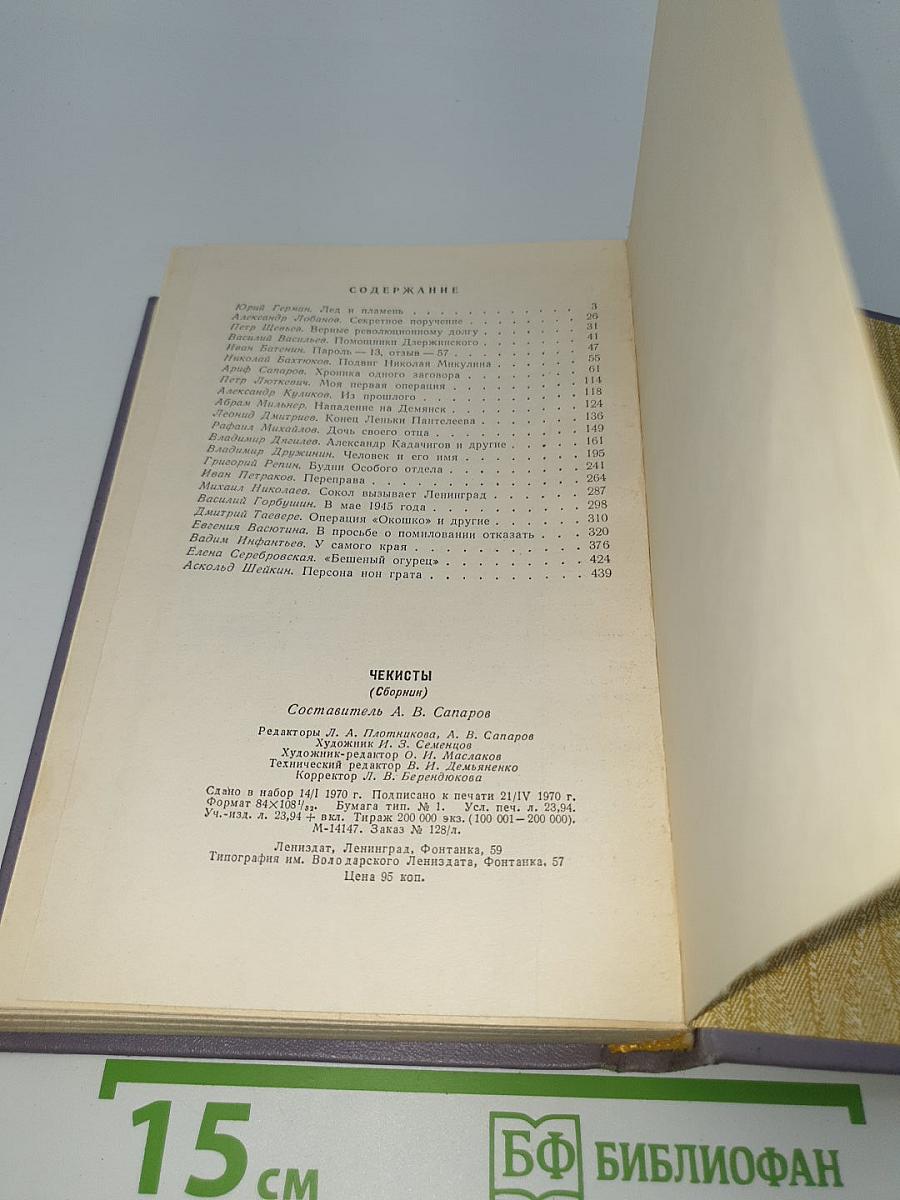 СОДЕРЖАНИЕ
Юрий Герман. Лед и пламень . . . . . . . . . . . . 3
Александр Лобанов. Секретное поручение . . . . . . . . 26
Петр Щевьев. Верные революционному долгу . . . . . . . 31
Василий Васильев. Помощники Дзержинского . . . . . . . 41
Иван Батенин. Пароль — 13, отзыв — 57 . . . . . . . . . 47
Николай Бахтюков. Подвиг Николая Микулина . . . . . . 55
Ариф Сапаров. Хроника одного заговора . . . . . . . . . 61
Петр Люткевич. Моя первая операция . . . . . . . . . . 114
Александр Куликов. Из прошлого . . . . . . . . . . . . 118
Абрам Мильнер. Нападение на Демянск . . . . . . . . . . 124
Леонид Дмитриев. Конец Леньки Пантелеева . . . . . . . 136
Рафаил Михайлов. Дочь своего отца . . . . . . . . . . . 149
Владимир Дягилев. Александр Кадачигов и другие . . . . . 161
Владимир Дружинин. Человек и его имя . . . . . . . . . 195
Григорий Репин. Будни Особого отдела . . . . . . . . . . 241
Иван Петраков. Переправа . . . . . . . . . . . . . . . 264
Михаил Николаев. Сокол вызывает Ленинград . . . . . . . 287
Василий Горбушин. В мае 1945 года . . . . . . . . . . . 298
Дмитрий Таевере. Операция «Окошко» и другие . . . . . . 310
Евгения Васютина. В просьбе о помиловании отказать . . . 320
Вадим Инфантьев. У самого края . . . . . . . . . . . . 376
Елена Серебровская. «Бешеный огурец» . . . . . . . . . . 424
Аскольд Шейкин. Персона нон грата . . . . . . . . . . . 439
ЧЕКИСТЫ
(Сборник)
Составитель А. В. Сапаров
Редакторы Л. А. Плотникова, А. В. Сапаров
Художник И. З. Семенцов
Художник-редактор О. И. Маслаков
Технический редактор В. И. Демьяненко
Корректор Л. В. Берендюкова
Сдано в набор 14/I 1970 г. Подписано к печати 21/IV 1970 г.
Формат 84×108¹/₃₂. Бумага тип. № 1. Усл. печ. л. 23,94.
Уч.-изд. л. 23,94 + вкл. Тираж 200 000 экз. (100 001—200 000).
М-14147. Заказ № 128/л.
Лениздат, Ленинград, Фонтанка, 59
Типография им. Володарского Лениздата, Фонтанка, 57
Цена 95 коп.
15 см
БФ БИБЛИОФАН